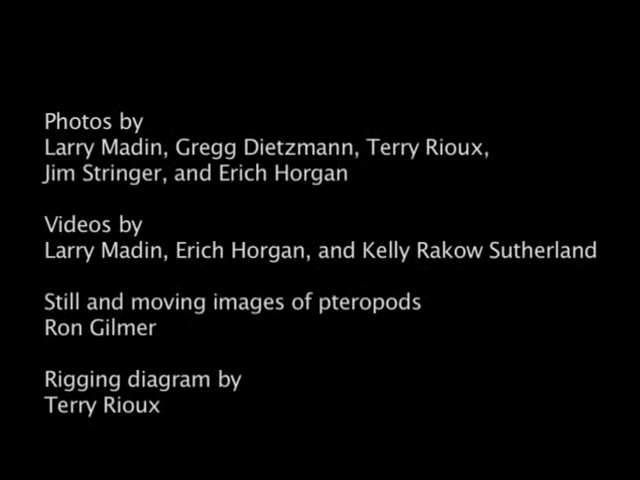 Photos by
Larry Madin, Gregg Dietzmann, Terry Rioux,
Jim Stringer, and Erich Horgan
Videos by
Larry Madin, Erich Horgan, and Kelly Rakow Sutherland
Still and moving images of pteropods
Ron Gilmer
Rigging diagram by
Terry Rioux